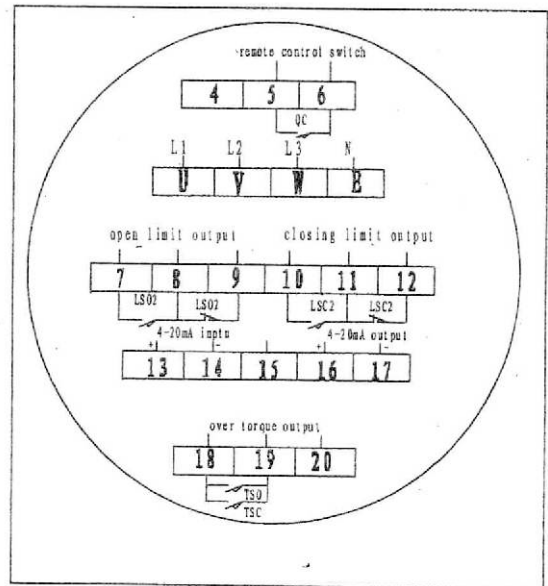 remote control switch
4 5 6
QC
L1 L2 L3 N
U V W E
open limit output closing limit output
7 8 9 10 11 12
LSO2 LSO2 LSC2 LSC2
4-20mA inptu 4-20mA output
+ - + -
13 14 15 16 17
over torque output
18 19 20
TSO
TSC